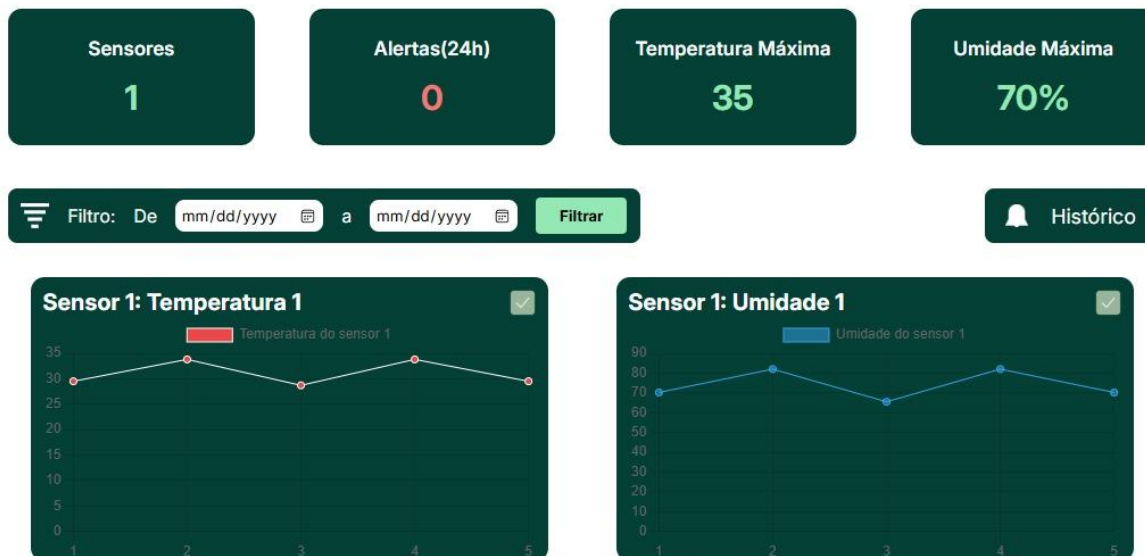 Sensores
1
Alertas(24h)
0
Temperatura Máxima
35
Umidade Máxima
70%
Filtro: De mm/dd/yyyy a mm/dd/yyyy Filtrar
Histórico
Sensor 1: Temperatura 1
Temperatura do sensor 1
35
30
25
20
15
10
5
0
1 2 3 4 5
Sensor 1: Umidade 1
Umidade do sensor 1
90
80
70
60
50
40
30
20
10
0
1 2 3 4 5